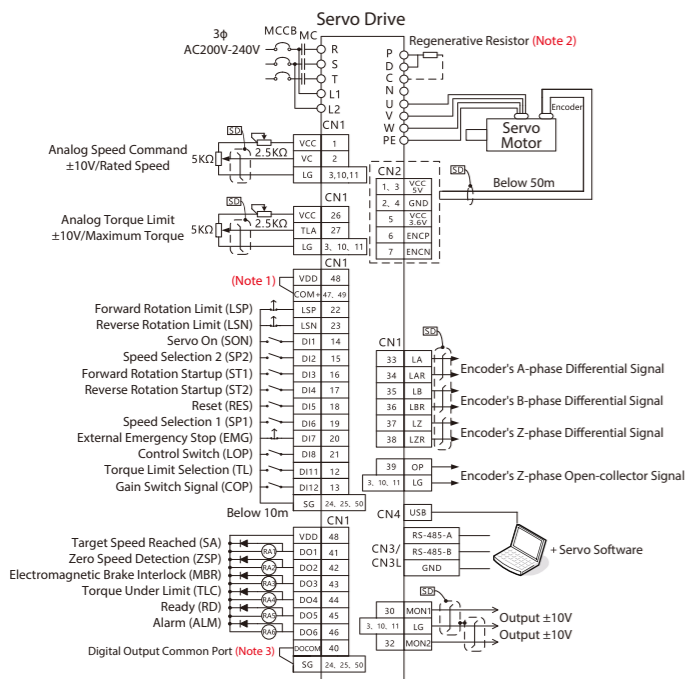 Servo Drive
3ϕ
AC200V-240V
MCCB
MC
R
S
T
L1
L2
P
D
C
N
U
V
W
PE
Regenerative Resistor (Note 2)
Encoder
Servo
Motor
Analog Speed Command
±10V/Rated Speed
5KΩ
SD
2.5KΩ
CN1
VCC 1
VC 2
LG 3,10,11
CN2
1, 3 VCC 5V
2, 4 GND
5 VCC 3.6V
6 ENCP
7 ENCN
SD
Below 50m
Analog Torque Limit
±10V/Maximum Torque
5KΩ
SD
2.5KΩ
CN1
VCC 26
TLA 27
LG 3, 10, 11
CN1
(Note 1)
VDD 48
COM+ 47, 49
Forward Rotation Limit (LSP) LSP 22
Reverse Rotation Limit (LSN) LSN 23
Servo On (SON) DI1 14
Speed Selection 2 (SP2) DI2 15
Forward Rotation Startup (ST1) DI3 16
Reverse Rotation Startup (ST2) DI4 17
Reset (RES) DI5 18
Speed Selection 1 (SP1) DI6 19
External Emergency Stop (EMG) DI7 20
Control Switch (LOP) DI8 21
Torque Limit Selection (TL) DI11 12
Gain Switch Signal (COP) DI12 13
SG 24, 25, 50
Below 10m
CN1
SD
33 LA
34 LAR
Encoder's A-phase Differential Signal
35 LB
36 LBR
Encoder's B-phase Differential Signal
37 LZ
38 LZR
Encoder's Z-phase Differential Signal
39 OP
3, 10, 11 LG
Encoder's Z-phase Open-collector Signal
CN4 USB
CN3/
CN3L
RS-485-A
RS-485-B
GND
+ Servo Software
CN1
VDD 48
Target Speed Reached (SA) RA1 DO1 41
Zero Speed Detection (ZSP) RA2 DO2 42
Electromagnetic Brake Interlock (MBR) RA3 DO3 43
Torque Under Limit (TLC) RA4 DO4 44
Ready (RD) RA5 DO5 45
Alarm (ALM) RA6 DO6 46
Digital Output Common Port (Note 3) DOCOM 40
SG 24, 25, 50
SD
30 MON1
3, 10, 11 LG
32 MON2
Output ±10V
Output ±10V